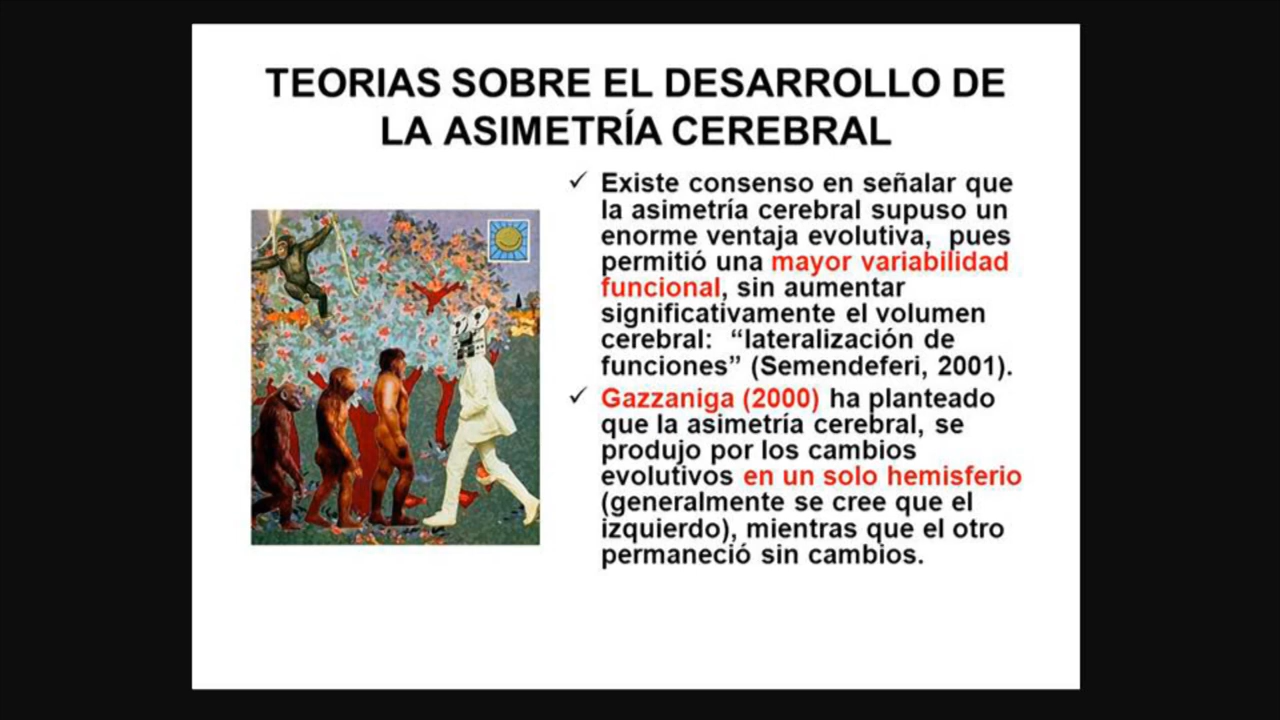 TEORIAS SOBRE EL DESARROLLO DE
LA ASIMETRÍA CEREBRAL
✓ Existe consenso en señalar que
la asimetría cerebral supuso un
enorme ventaja evolutiva, pues
permitió una mayor variabilidad
funcional, sin aumentar
significativamente el volumen
cerebral: “lateralización de
funciones” (Semendeferi, 2001).
✓ Gazzaniga (2000) ha planteado
que la asimetría cerebral, se
produjo por los cambios
evolutivos en un solo hemisferio
(generalmente se cree que el
izquierdo), mientras que el otro
permaneció sin cambios.